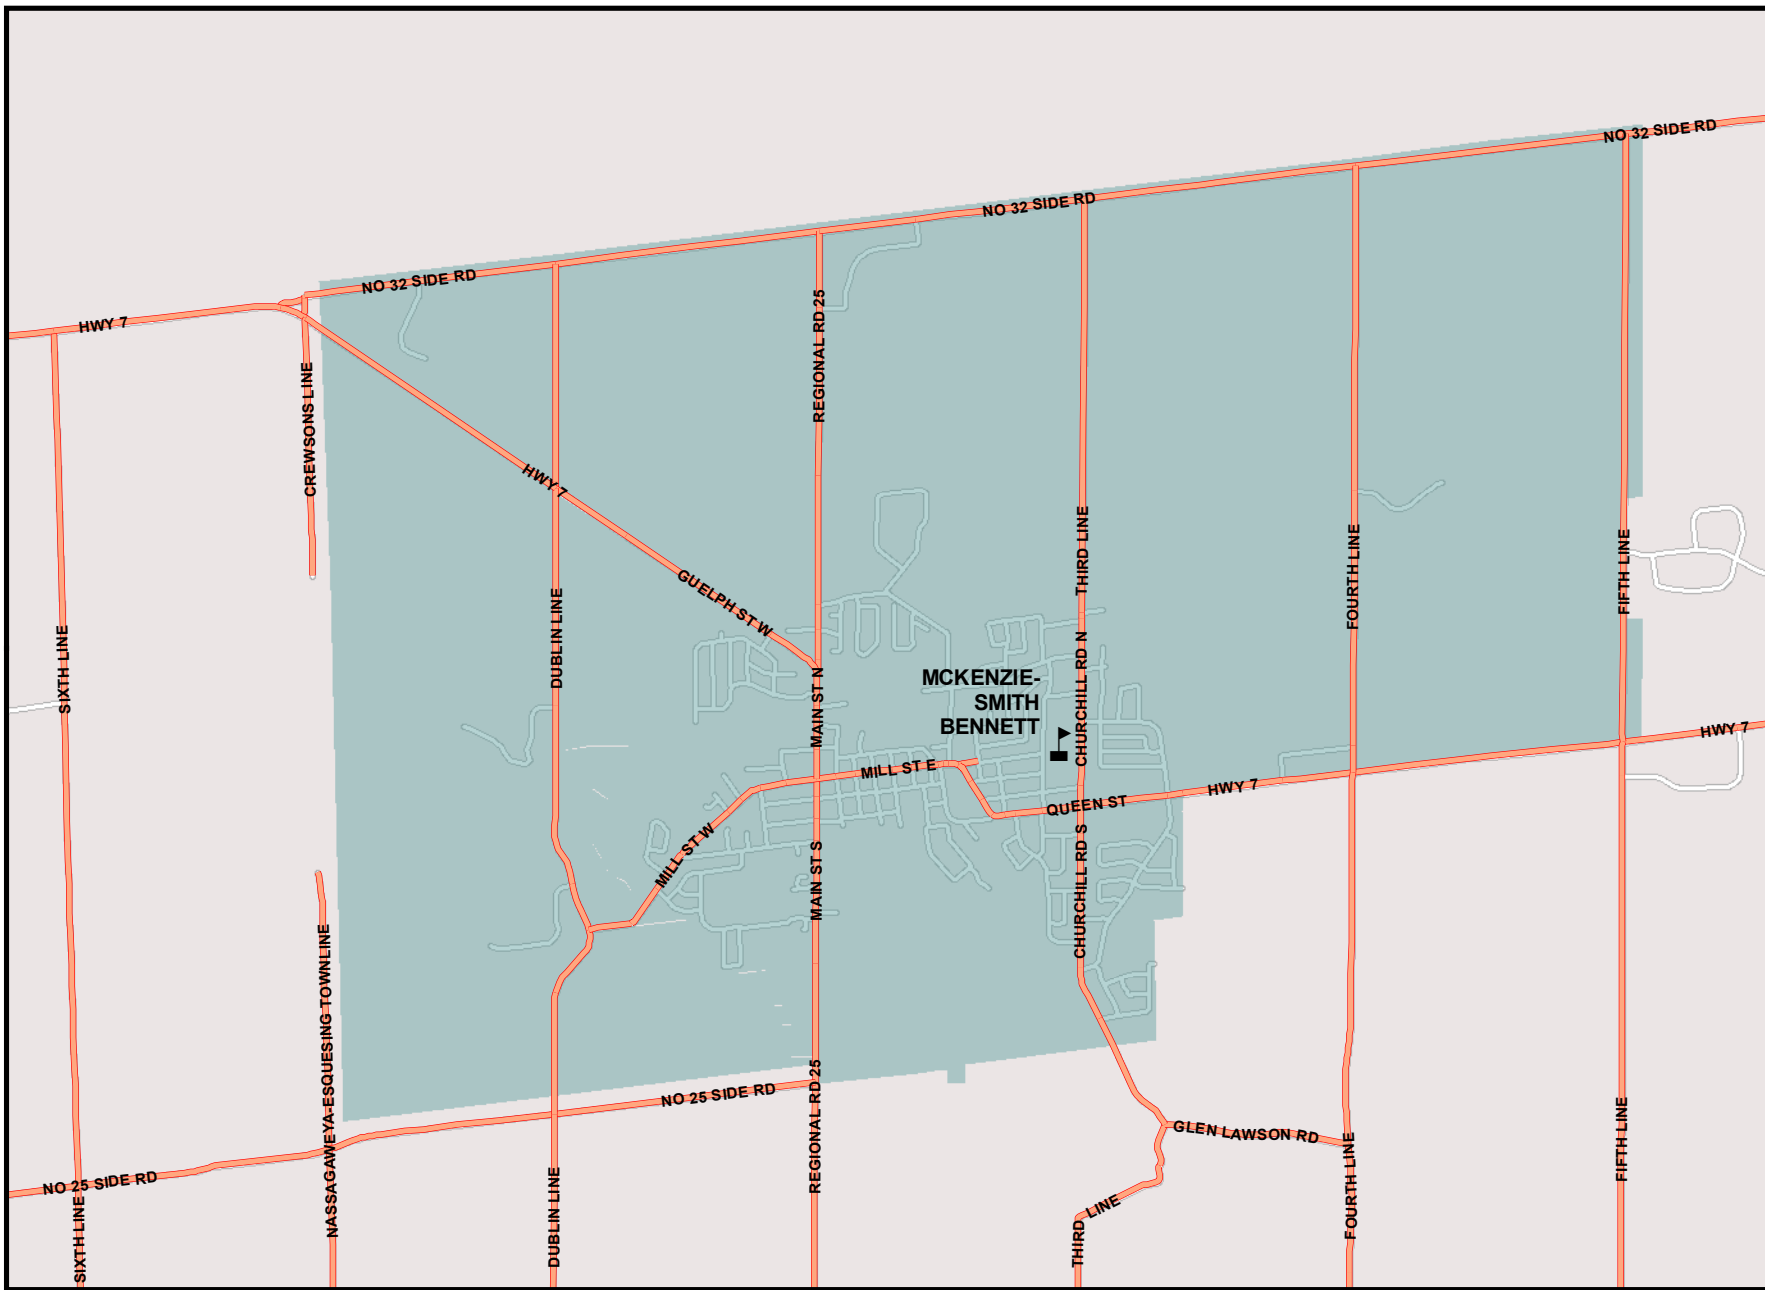 NO 32 SIDE RD
NO 32 SIDE RD
NO 32 SIDE RD
HWY 7
REGIONAL RD 25
CREWSONS LINE
HWY 7
THIRD LINE
FOURTH LINE
FIFTH LINE
GUELPH ST W
DUBLIN LINE
SIXTH LINE
MAIN ST N
MCKENZIE-
SMITH
BENNETT
CHURCHILL RD N
HWY 7
MILL ST E
HWY 7
QUEEN ST
MILL ST W
MAIN ST S
CHURCHILL RD S
NASSAGAWEYA-ESQUESING TOWNLINE
NO 25 SIDE RD
REGIONAL RD 25
GLEN LAWSON RD
FIFTH LINE
NO 25 SIDE RD
SIXTH LINE
DUBLIN LINE
THIRD LINE
FOURTH LINE